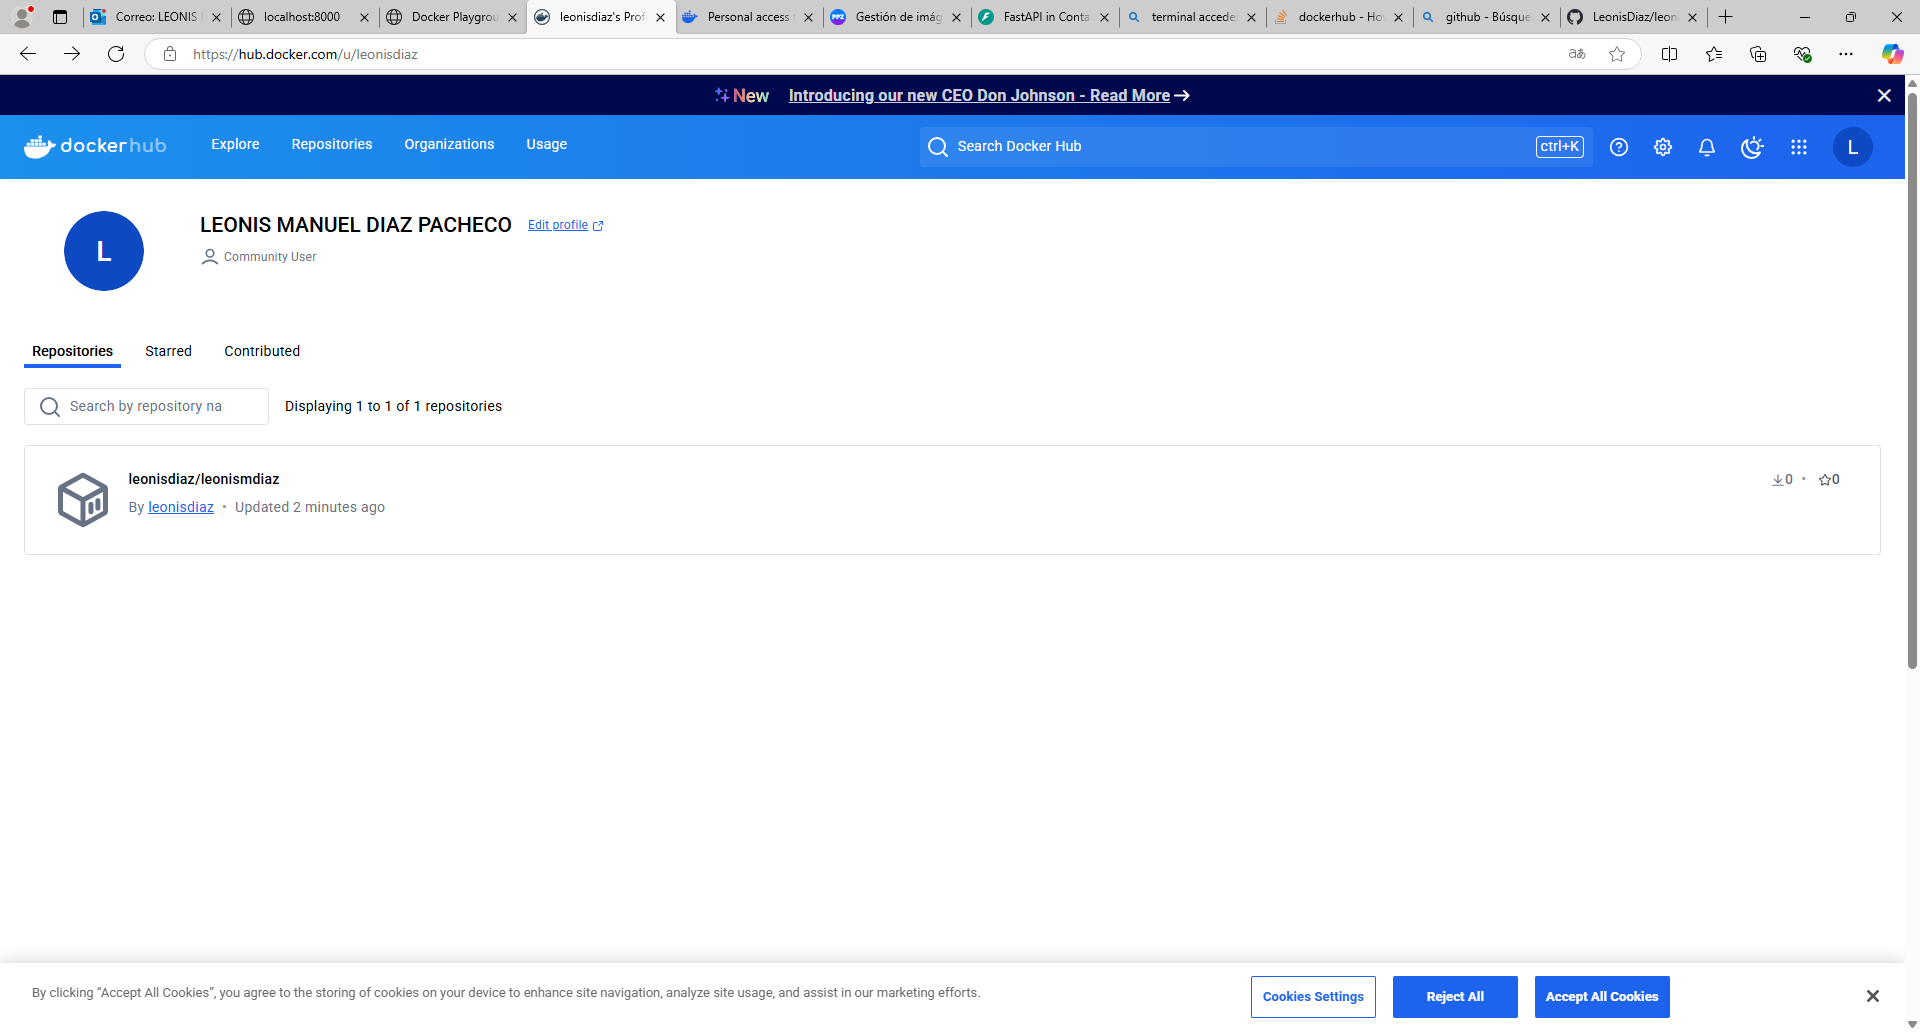 Correo: LEONIS
localhost:8000
Docker Playgrou
leonisdiaz's Prof
Personal access
Gestión de imág
FastAPI in Conta
terminal acceder
dockerhub - Ho
github - Búsque
LeonisDiaz/leon
https://hub.docker.com/u/leonisdiaz
New Introducing our new CEO Don Johnson - Read More →
dockerhub
Explore
Repositories
Organizations
Usage
Search Docker Hub
ctrl+K
L
L
LEONIS MANUEL DIAZ PACHECO
Edit profile
Community User
Repositories
Starred
Contributed
Search by repository na
Displaying 1 to 1 of 1 repositories
leonisdiaz/leonismdiaz
0 • 0
By leonisdiaz • Updated 2 minutes ago
By clicking “Accept All Cookies”, you agree to the storing of cookies on your device to enhance site navigation, analyze site usage, and assist in our marketing efforts.
Cookies Settings
Reject All
Accept All Cookies